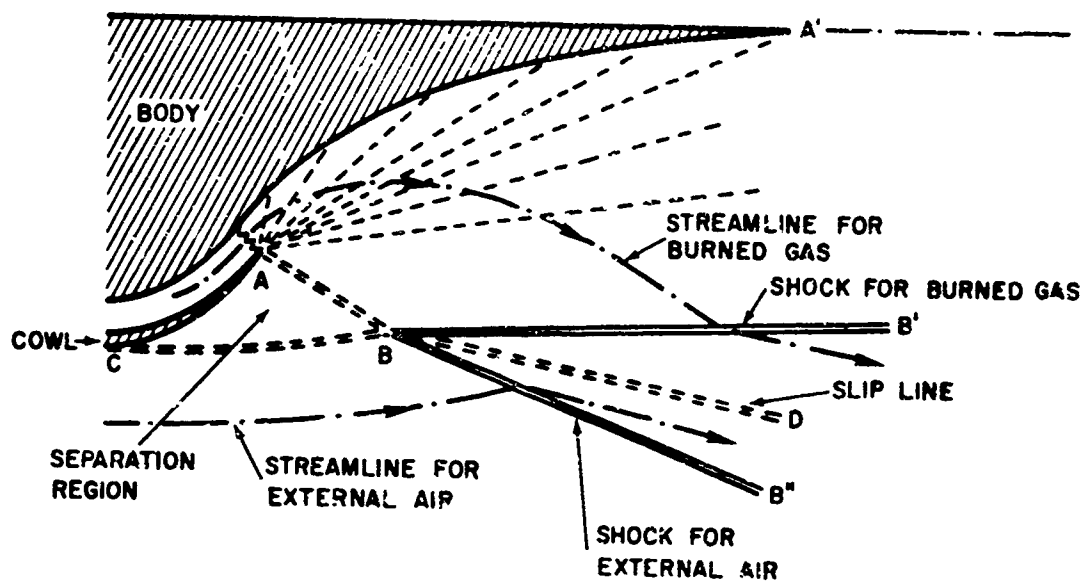 A'
BODY
STREAMLINE FOR
BURNED GAS
A
SHOCK FOR BURNED GAS
B'
COWL
C
B
SLIP LINE
D
SEPARATION
REGION
STREAMLINE FOR
EXTERNAL AIR
B"
SHOCK FOR
EXTERNAL AIR